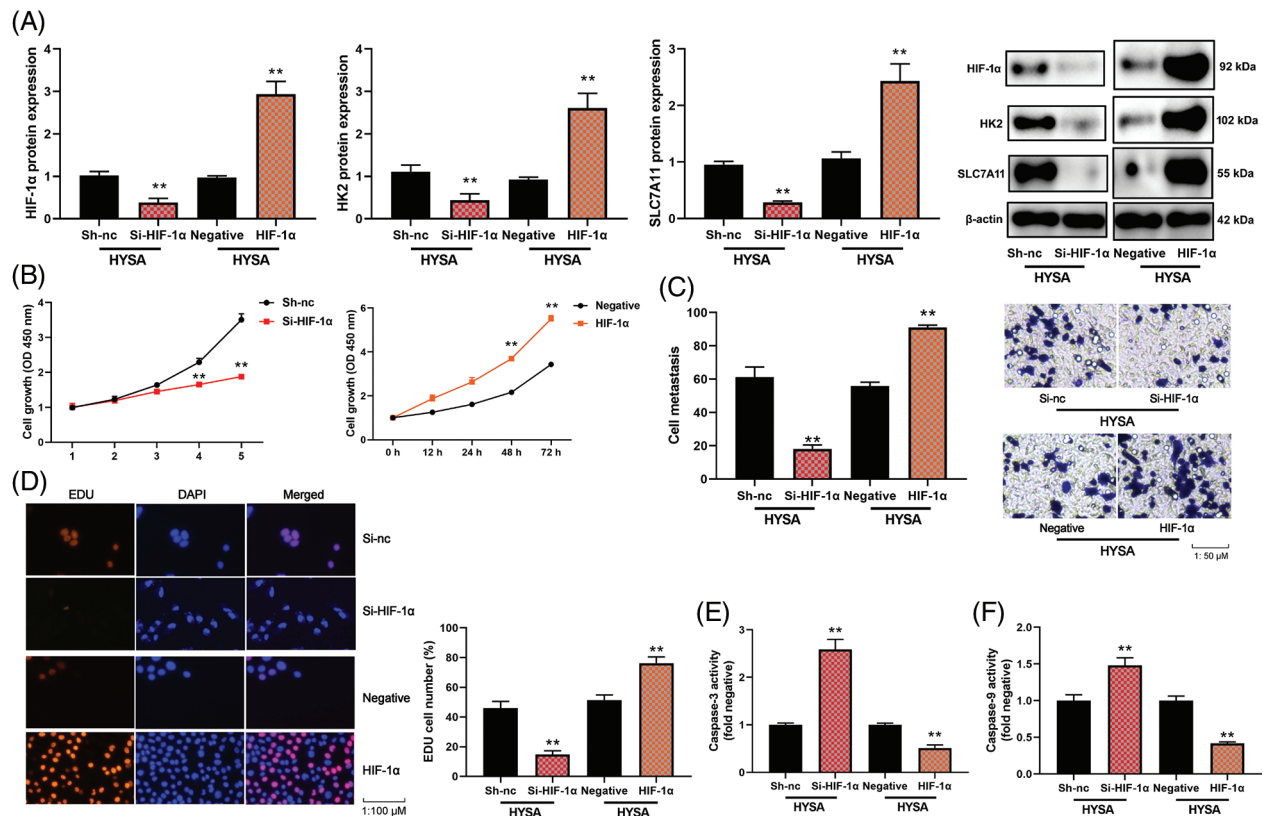 (A)
HIF-1α protein expression
4
3
2
1
0
Sh-nc Si-HIF-1α Negative HIF-1α
HYSA HYSA
**
**
HK2 protein expression
4
3
2
1
0
Sh-nc Si-HIF-1α Negative HIF-1α
HYSA HYSA
**
**
SLC7A11 protein expression
3
2
1
0
Sh-nc Si-HIF-1α Negative HIF-1α
HYSA HYSA
**
**
HIF-1α 92 kDa
HK2 102 kDa
SLC7A11 55 kDa
β-actin 42 kDa
Sh-nc Si-HIF-1α Negative HIF-1α
HYSA HYSA
(B)
Cell growth (OD 450 nm)
4
3
2
1
0
1 2 3 4 5
Sh-nc
Si-HIF-1α
**
**
Cell growth (OD 450 nm)
6
4
2
0
0 h 12 h 24 h 48 h 72 h
Negative
HIF-1α
**
**
(C)
Cell metastasis
100
80
60
40
20
0
Sh-nc Si-HIF-1α Negative HIF-1α
HYSA HYSA
**
**
Si-nc Si-HIF-1α
HYSA
Negative HIF-1α
HYSA
1: 50 μM
(D)
EDU DAPI Merged
Si-nc
Si-HIF-1α
Negative
HIF-1α
1:100 μM
EDU cell number (%)
100
80
60
40
20
0
Sh-nc Si-HIF-1α Negative HIF-1α
HYSA HYSA
**
**
(E)
Caspase-3 activity
(fold negative)
3
2
1
0
Sh-nc Si-HIF-1α Negative HIF-1α
HYSA HYSA
**
**
(F)
Caspase-9 activity
(fold negative)
2.0
1.5
1.0
0.5
0.0
Sh-nc Si-HIF-1α Negative HIF-1α
HYSA HYSA
**
**